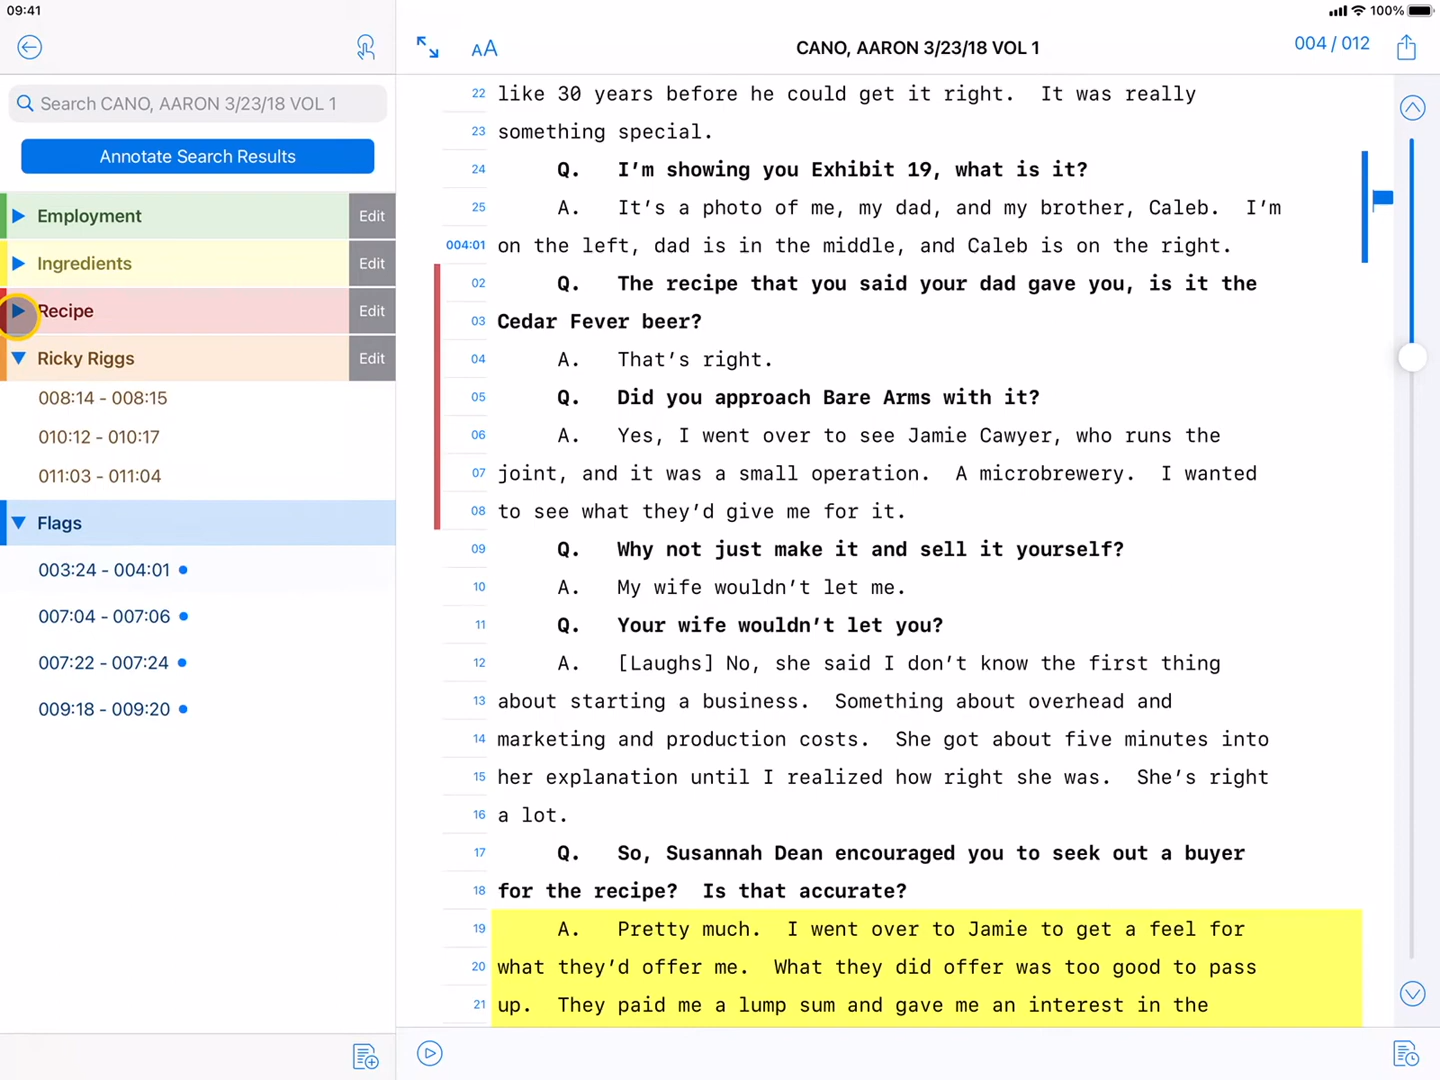 09:41
100%
Search CANO, AARON 3/23/18 VOL 1
Annotate Search Results
Employment Edit
Ingredients Edit
Recipe Edit
Ricky Riggs Edit
008:14 - 008:15
010:12 - 010:17
011:03 - 011:04
Flags
003:24 - 004:01
007:04 - 007:06
007:22 - 007:24
009:18 - 009:20
AA CANO, AARON 3/23/18 VOL 1 004 / 012
22 like 30 years before he could get it right. It was really
23 something special.
24 Q. I'm showing you Exhibit 19, what is it?
25 A. It's a photo of me, my dad, and my brother, Caleb. I'm
004:01 on the left, dad is in the middle, and Caleb is on the right.
02 Q. The recipe that you said your dad gave you, is it the
03 Cedar Fever beer?
04 A. That's right.
05 Q. Did you approach Bare Arms with it?
06 A. Yes, I went over to see Jamie Cawyer, who runs the
07 joint, and it was a small operation. A microbrewery. I wanted
08 to see what they'd give me for it.
09 Q. Why not just make it and sell it yourself?
10 A. My wife wouldn't let me.
11 Q. Your wife wouldn't let you?
12 A. [Laughs] No, she said I don't know the first thing
13 about starting a business. Something about overhead and
14 marketing and production costs. She got about five minutes into
15 her explanation until I realized how right she was. She's right
16 a lot.
17 Q. So, Susannah Dean encouraged you to seek out a buyer
18 for the recipe? Is that accurate?
19 A. Pretty much. I went over to Jamie to get a feel for
20 what they'd offer me. What they did offer was too good to pass
21 up. They paid me a lump sum and gave me an interest in the